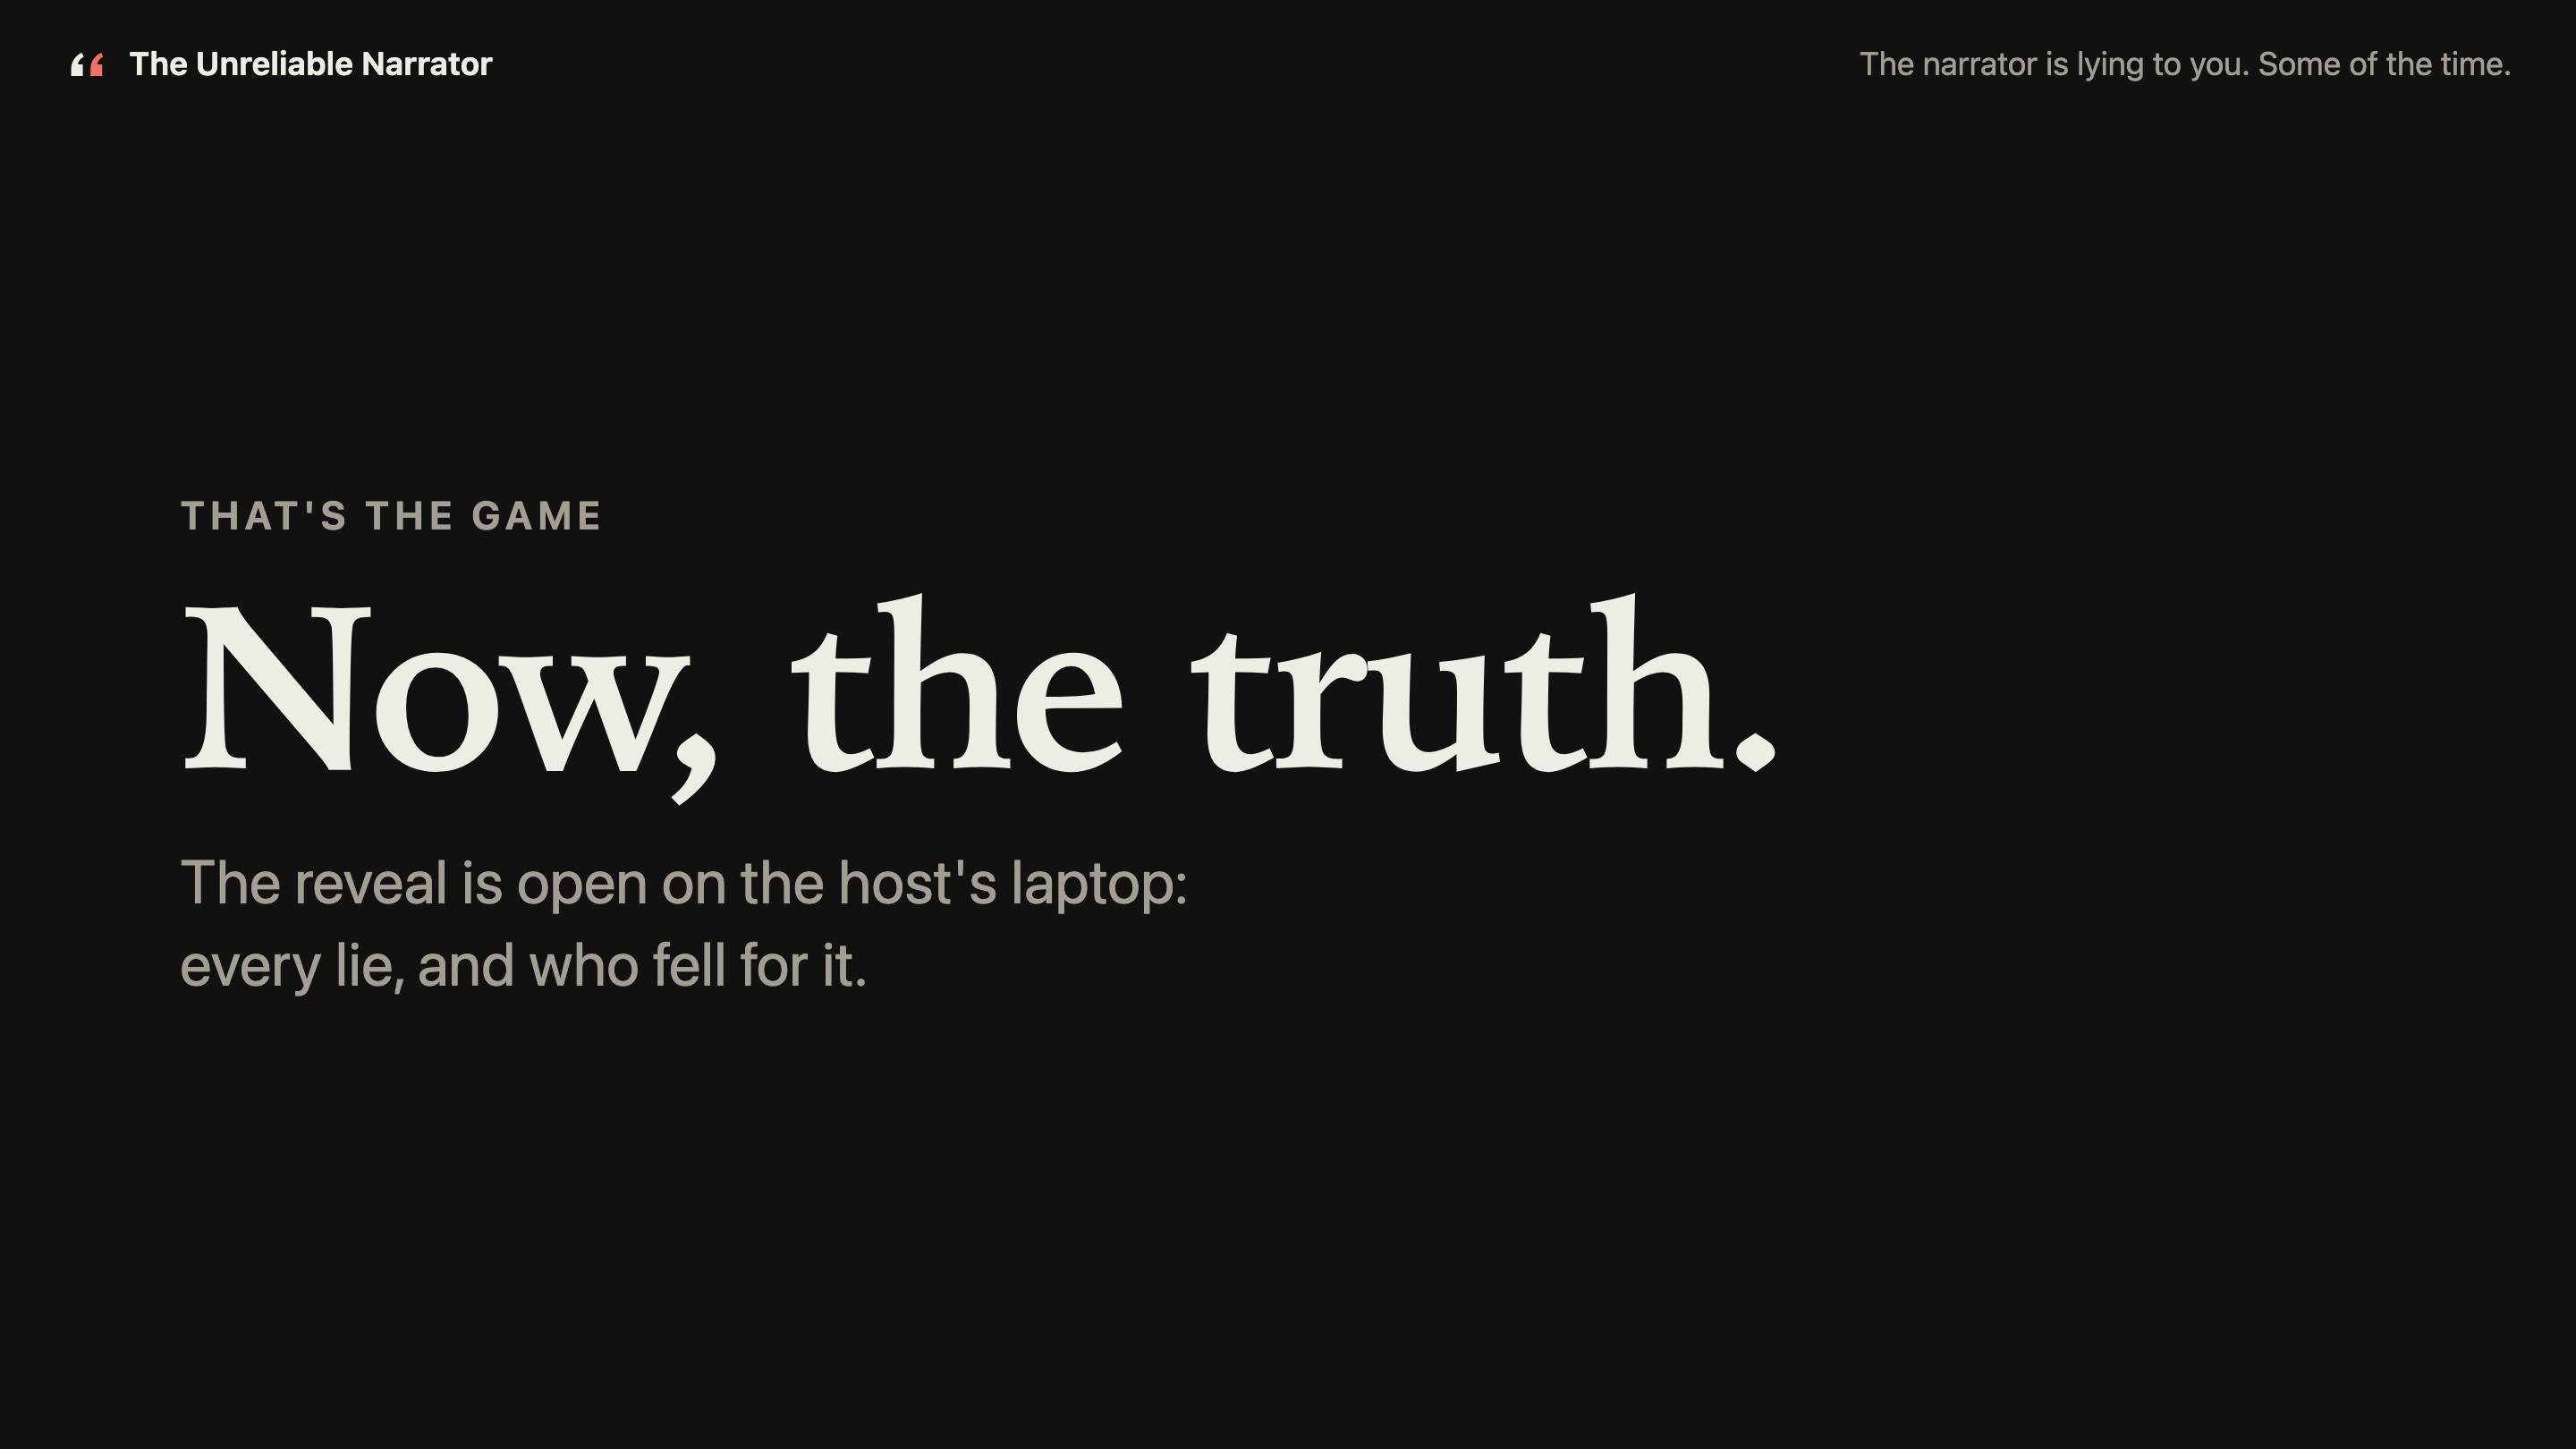 The Unreliable Narrator
The narrator is lying to you. Some of the time.
THAT'S THE GAME
Now, the truth.
The reveal is open on the host's laptop:
every lie, and who fell for it.